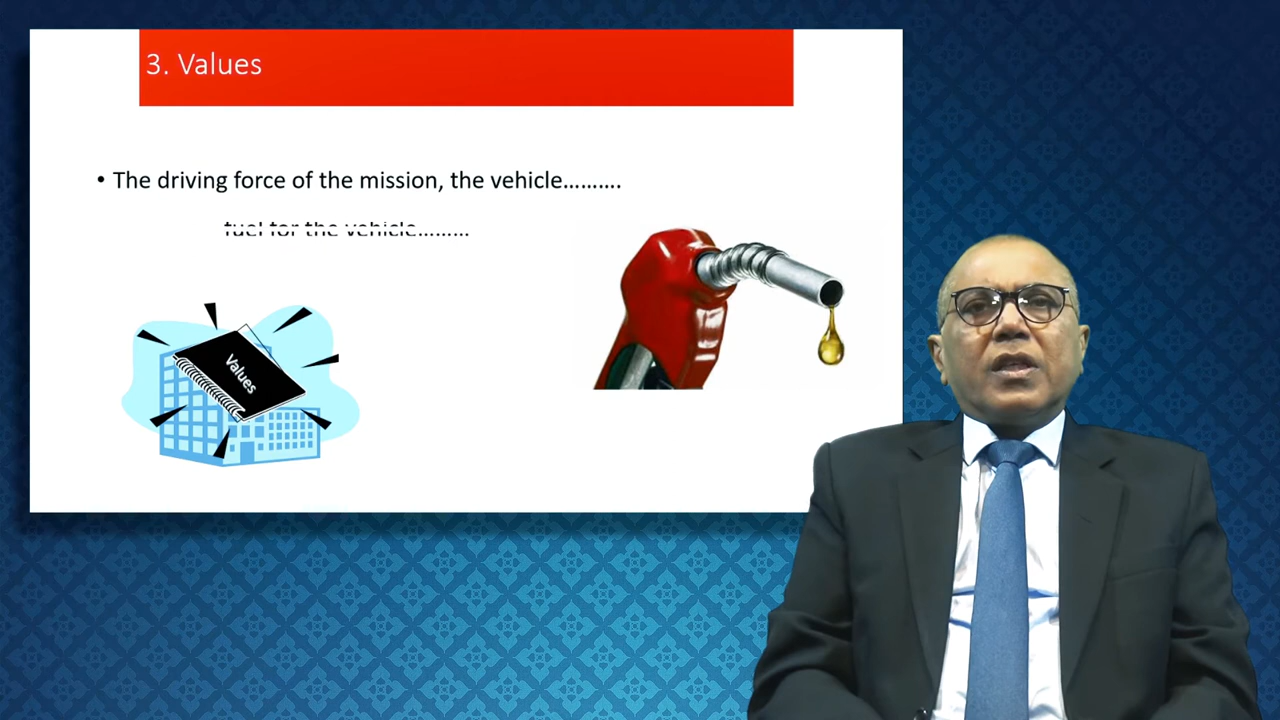 3. Values
• The driving force of the mission, the vehicle……….
fuel for the vehicle………
Values